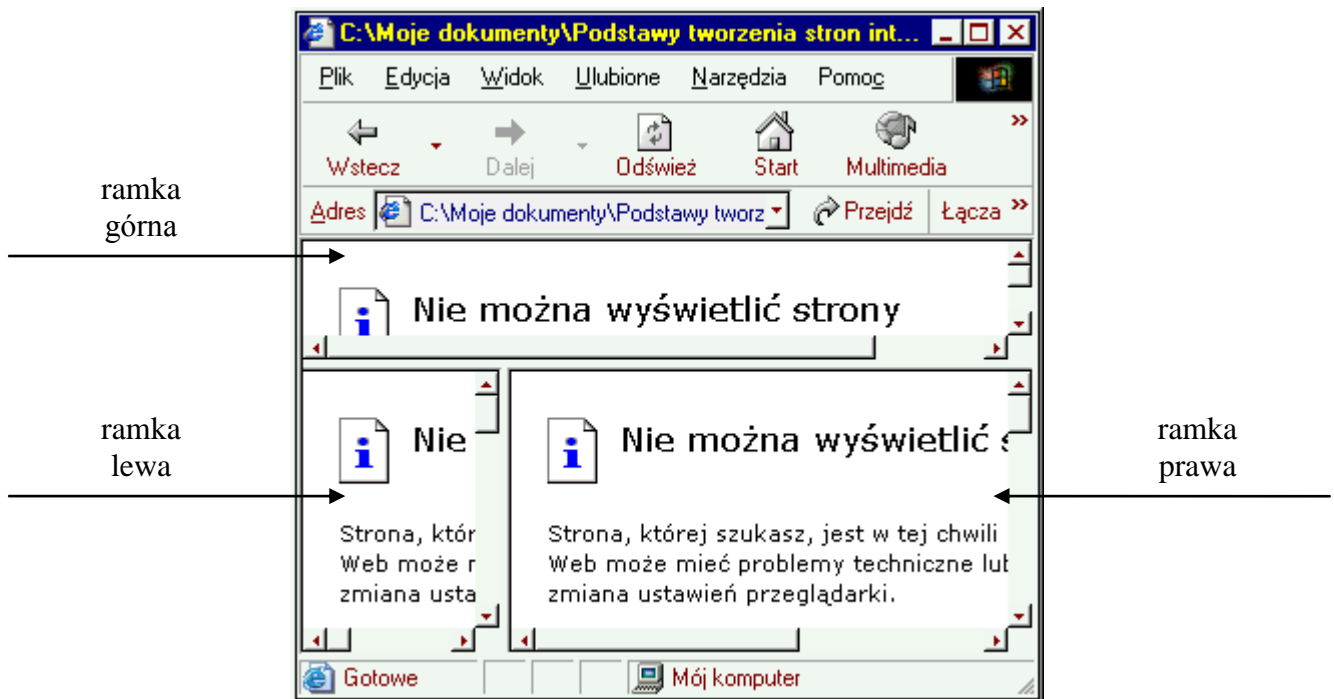 C:\Moje dokumenty\Podstawy tworzenia stron int...
Plik Edycja Widok Ulubione Narzędzia Pomoc
»
Wstecz Dalej Odśwież Start Multimedia
Adres C:\Moje dokumenty\Podstawy tworz Przejdź Łącza »
ramka
górna
Nie można wyświetlić strony
ramka
lewa
Nie
Strona, któr
Web może
zmiana usta
Nie można wyświetlić
Strona, której szukasz, jest w tej chwili
Web może mieć problemy techniczne lub
zmiana ustawień przeglądarki.
ramka
prawa
Gotowe Mój komputer